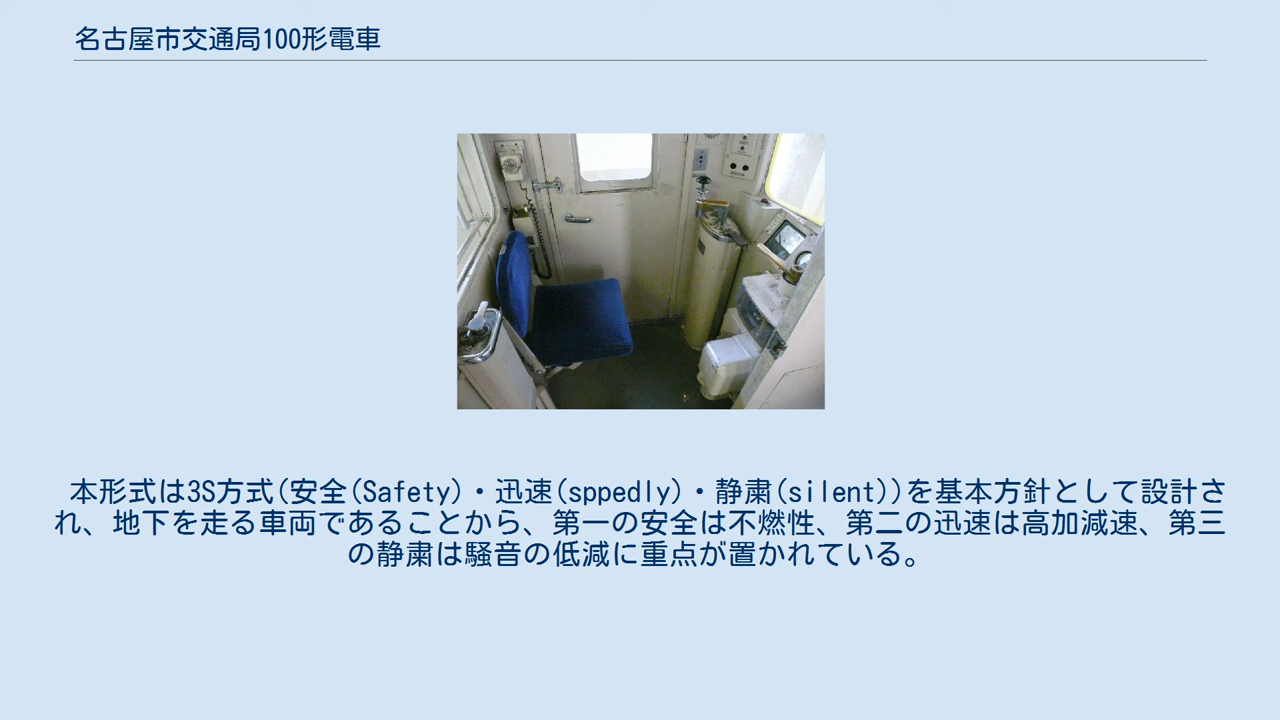 名古屋市交通局100形電車
本形式は3S方式(安全(Safety)・迅速(sppedly)・静粛(silent))を基本方針として設計さ
れ、地下を走る車両であることから、第一の安全は不燃性、第二の迅速は高加減速、第三
の静粛は騒音の低減に重点が置かれている。